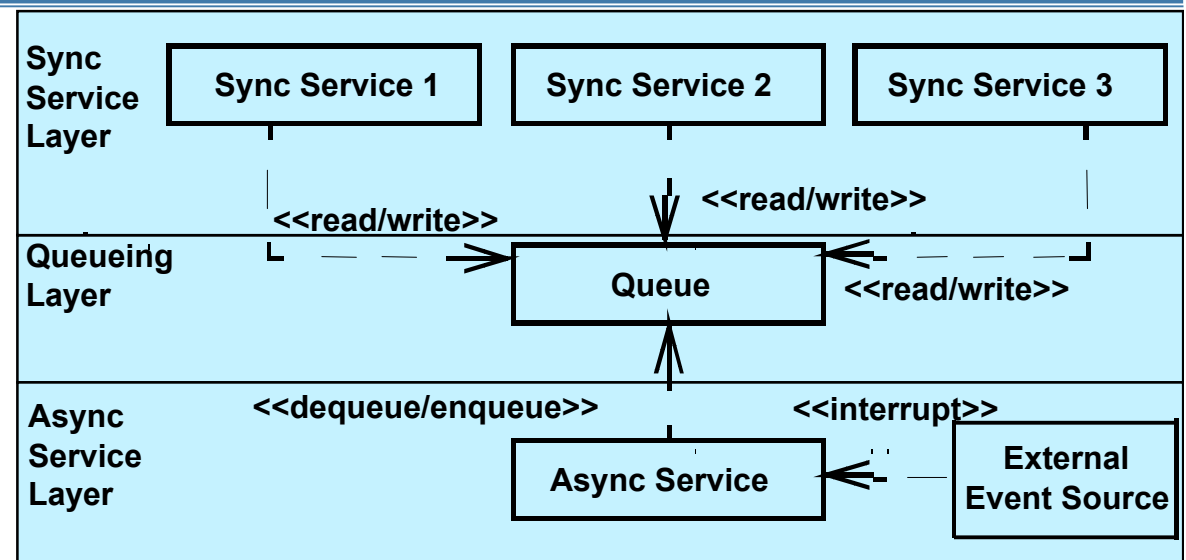 Sync
Service
Layer
Sync Service 1
Sync Service 2
Sync Service 3
<<read/write>>
<<read/write>>
Queueing
Layer
Queue
<<read/write>>
<<dequeue/enqueue>>
<<interrupt>>
Async
Service
Layer
Async Service
External
Event Source